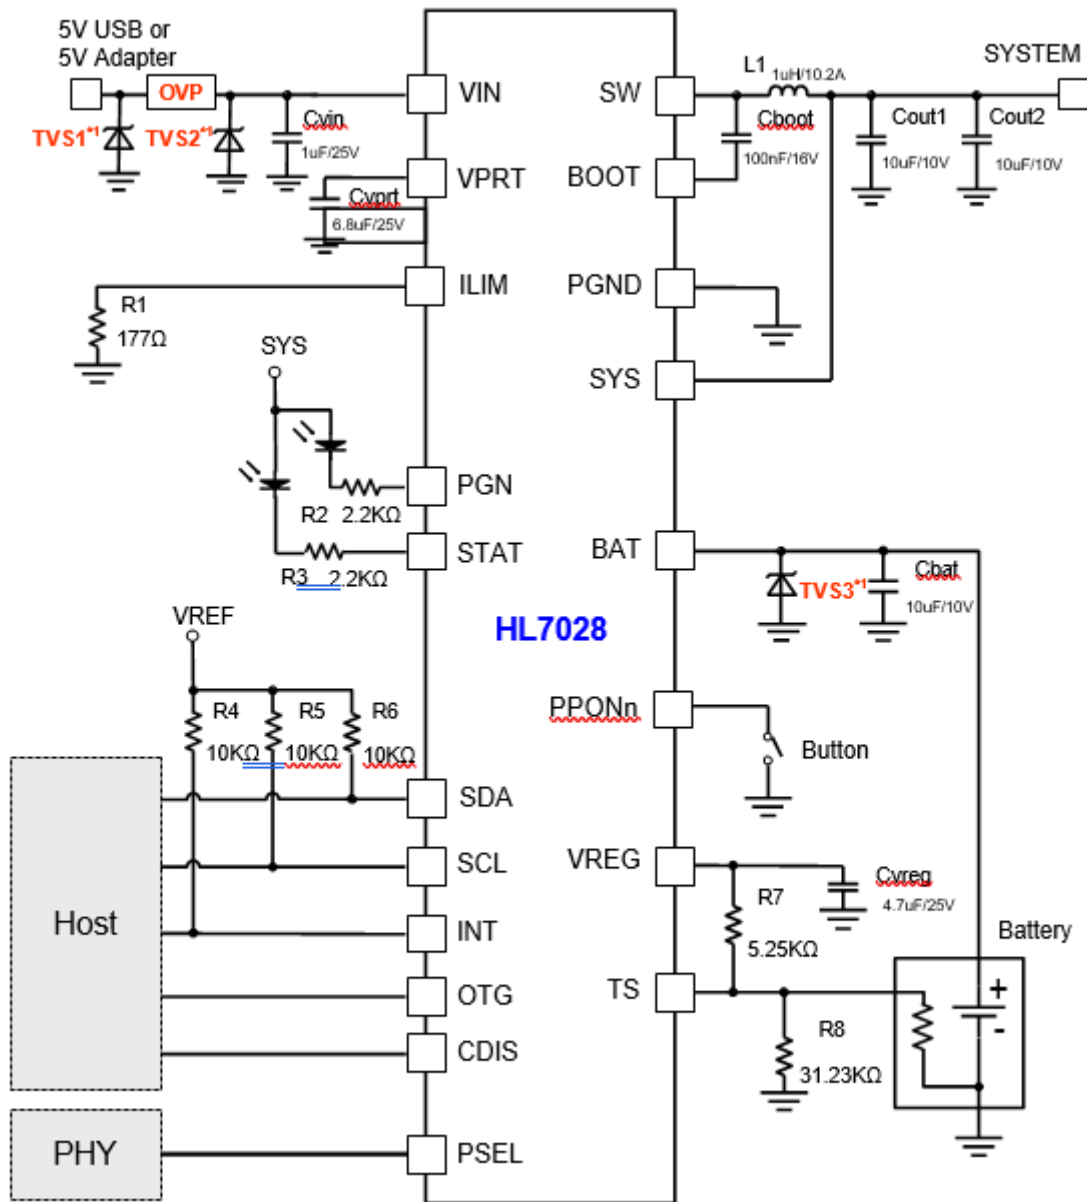 5V USB or
5V Adapter
OVP
TVS1*1
TVS2*1
Cvin
1uF/25V
VIN
VPRT
Cvprt
6.8uF/25V
ILIM
R1
177Ω
SYS
PGN
R2 2.2KΩ
STAT
R3 2.2KΩ
VREF
R4
R5
R6
10KΩ
10KΩ
10KΩ
Host
SDA
SCL
INT
OTG
CDIS
PHY
PSEL
HL7028
SW
L1
1uH/10.2A
SYSTEM
Cboot
100nF/16V
Cout1
10uF/10V
Cout2
10uF/10V
BOOT
PGND
SYS
BAT
TVS3*1
Cbat
10uF/10V
PPONn
Button
VREG
R7
5.25KΩ
Cvreg
4.7uF/25V
Battery
TS
R8
31.23KΩ
+
-